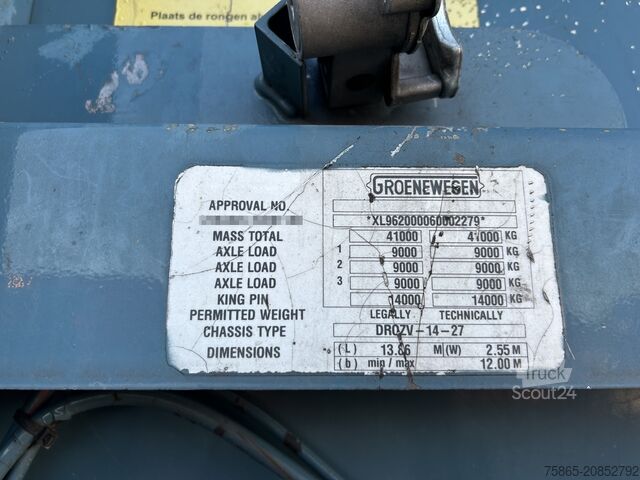 Plaats de rongen al
GROENEWEGEN
APPROVAL NO
*XL962000060002279*
MASS TOTAL 41000 41000 KG
AXLE LOAD 1 9000 9000 KG
AXLE LOAD 2 9000 9000 KG
AXLE LOAD 3 9000 9000 KG
KING PIN 14000 14000 KG
PERMITTED WEIGHT LEGALLY TECHNICALLY
CHASSIS TYPE DROZV-14-27
DIMENSIONS (L) 13.86 M (W) 2.55 M
(b) min / max 12.00 M
Truck
Scout24
75865-20852792